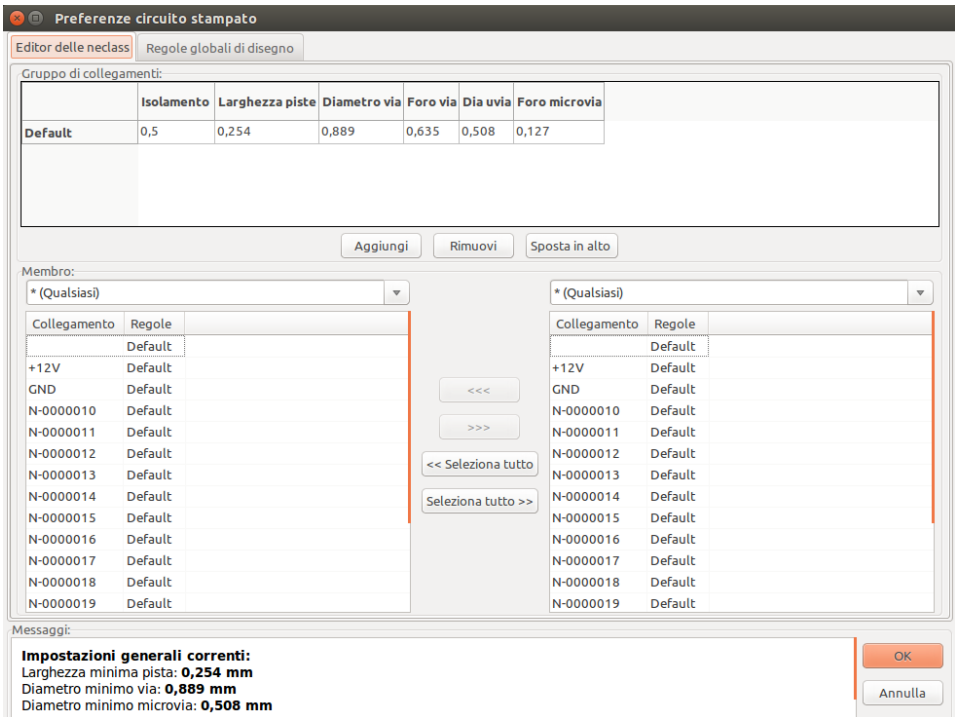 Preferenze circuito stampato
Editor delle neclass Regole globali di disegno
Gruppo di collegamenti:
Isolamento Larghezza piste Diametro via Foro via Dia uvia Foro microvia
Default 0,5 0,254 0,889 0,635 0,508 0,127
Aggiungi Rimuovi Sposta in alto
Membro:
* (Qualsiasi) * (Qualsiasi)
Collegamento Regole Collegamento Regole
Default Default
+12V Default +12V Default
GND Default <<< GND Default
N-0000010 Default N-0000010 Default
N-0000011 Default >>> N-0000011 Default
N-0000012 Default N-0000012 Default
N-0000013 Default << Seleziona tutto N-0000013 Default
N-0000014 Default Seleziona tutto >> N-0000014 Default
N-0000015 Default N-0000015 Default
N-0000016 Default N-0000016 Default
N-0000017 Default N-0000017 Default
N-0000018 Default N-0000018 Default
N-0000019 Default N-0000019 Default
Messaggi:
Impostazioni generali correnti:
Larghezza minima pista: 0,254 mm
Diametro minimo via: 0,889 mm
Diametro minimo microvia: 0,508 mm
OK
Annulla